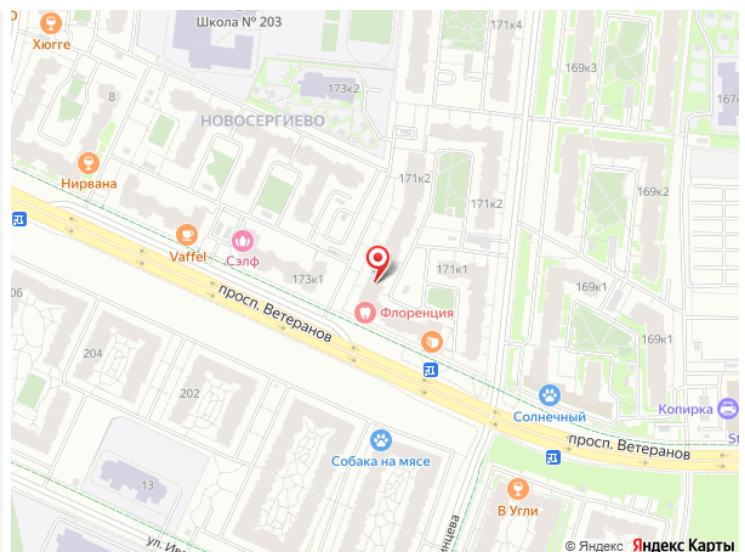 Школа № 203
Хюгге
171к4
169к3
173к2
8
НОВОСЕРГИЕВО
Нирвана
171к2
169к2
171к2
Vaffel
Сэлф
173к1
171к1
169к1
просп. Ветеранов
Флоренция
169к1
204
202
Солнечный
Копирка
просп. Ветеранов
Собака на мясе
13
В Угли
© Яндекс Яндекс Карты